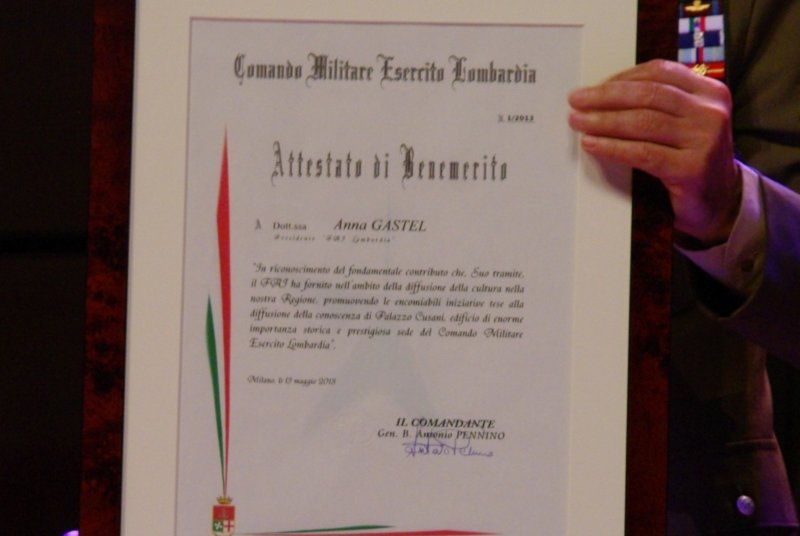 Comando Militare Esercito Lombardia
N. 1/2013
Attestato di Benemerito
A Dott.ssa Anna GASTEL
Presidente "FAI Lombardia"
"In riconoscimento del fondamentale contributo che, Suo tramite,
il FAI ha fornito nell'ambito della diffusione della cultura nella
nostra Regione, promuovendo le encomiabili iniziative tese alla
diffusione della conoscenza di Palazzo Cusani, edificio di enorme
importanza storica e prestigiosa sede del Comando Militare
Esercito Lombardia".
Milano, li 13 maggio 2013
IL COMANDANTE
Gen. B. Antonio PENNINO